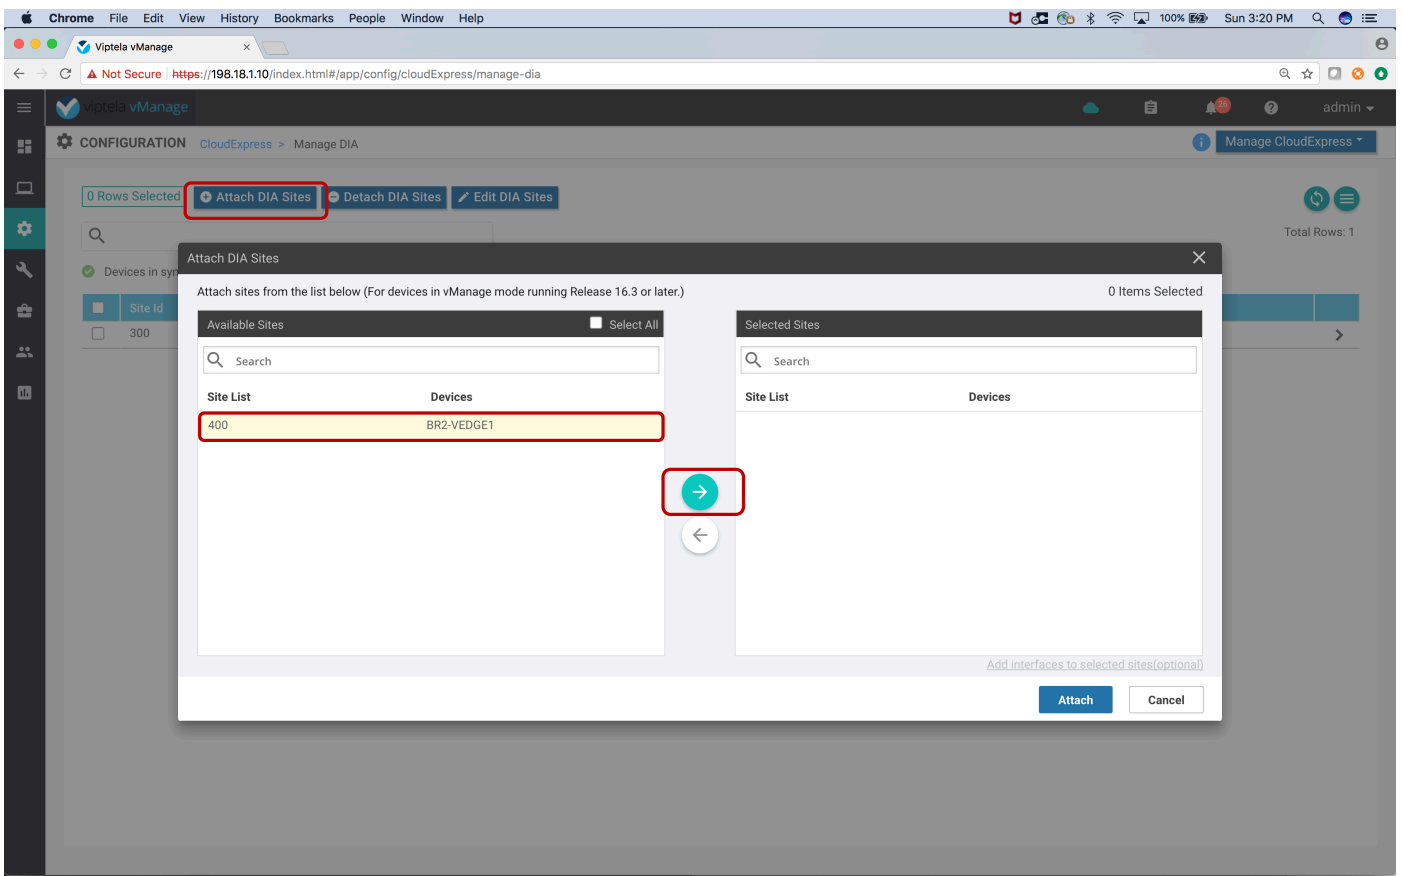 Chrome File Edit View History Bookmarks People Window Help 100% Sun 3:20 PM
Viptela vManage
Not Secure https://198.18.1.10/index.html#/app/config/cloudExpress/manage-dia
viptela vManage 26 admin
CONFIGURATION CloudExpress > Manage DIA Manage CloudExpress
0 Rows Selected Attach DIA Sites Detach DIA Sites Edit DIA Sites
Total Rows: 1
Attach DIA Sites
Devices in syn
Attach sites from the list below (For devices in vManage mode running Release 16.3 or later.) 0 Items Selected
Site Id
Available Sites Select All Selected Sites
300
Search Search
Site List Devices Site List Devices
400 BR2-VEDGE1
Add interfaces to selected sites(optional)
Attach Cancel